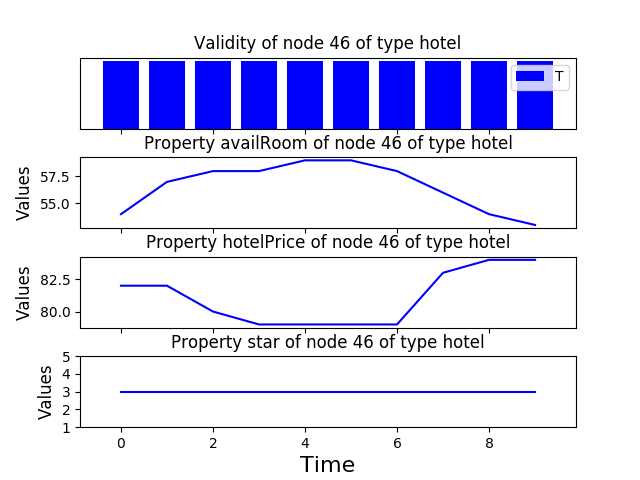 Validity of node 46 of type hotel
T
Property availRoom of node 46 of type hotel
57.5
55.0
Values
Property hotelPrice of node 46 of type hotel
82.5
80.0
Values
Property star of node 46 of type hotel
5
4
3
2
1
Values
0 2 4 6 8
Time